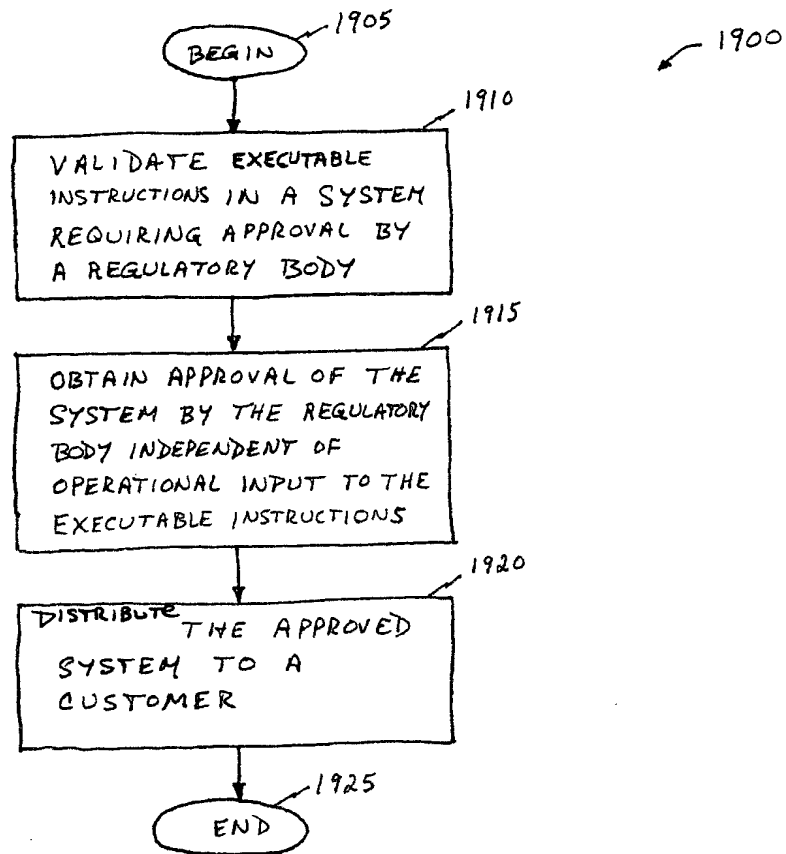 1905
BEGIN
1900
1910
VALIDATE EXECUTABLE
INSTRUCTIONS IN A SYSTEM
REQUIRING APPROVAL BY
A REGULATORY BODY
1915
OBTAIN APPROVAL OF THE
SYSTEM BY THE REGULATORY
BODY INDEPENDENT OF
OPERATIONAL INPUT TO THE
EXECUTABLE INSTRUCTIONS
1920
DISTRIBUTE THE APPROVED
SYSTEM TO A
CUSTOMER
1925
END